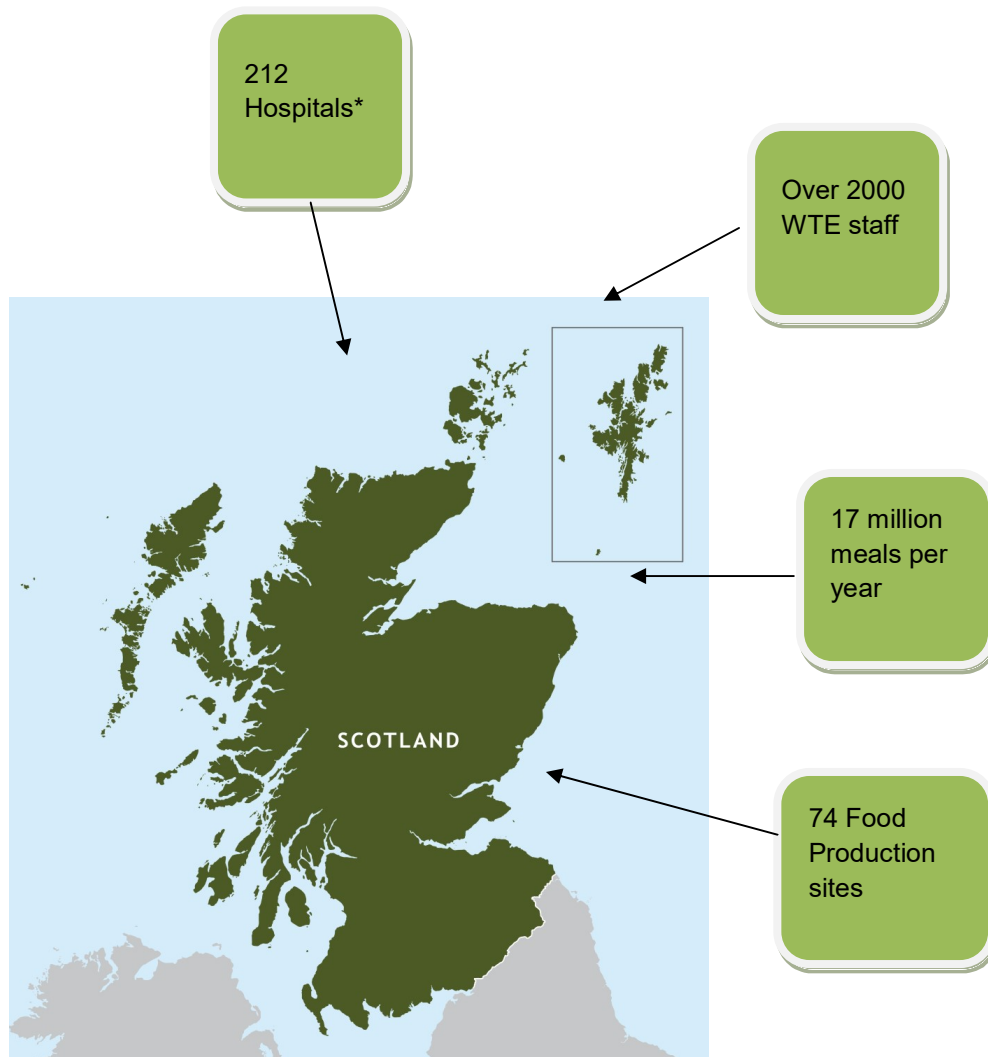 212
Hospitals*
Over 2000
WTE staff
17 million
meals per
year
SCOTLAND
74 Food
Production
sites